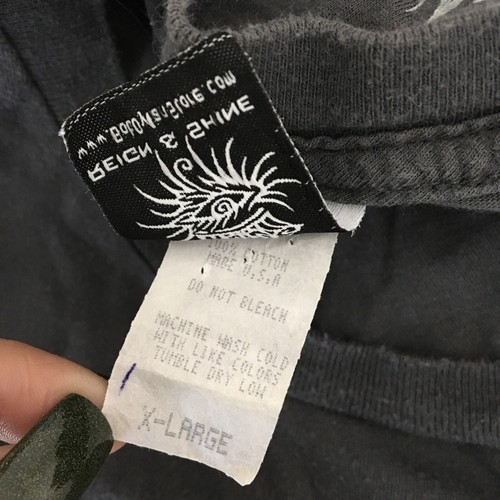 REIGN & SHINE
100% COTTON
MADE U.S.A
DO NOT BLEACH
MACHINE WASH COLD
WITH LIKE COLORS
TUMBLE DRY LOW
X-LARGE